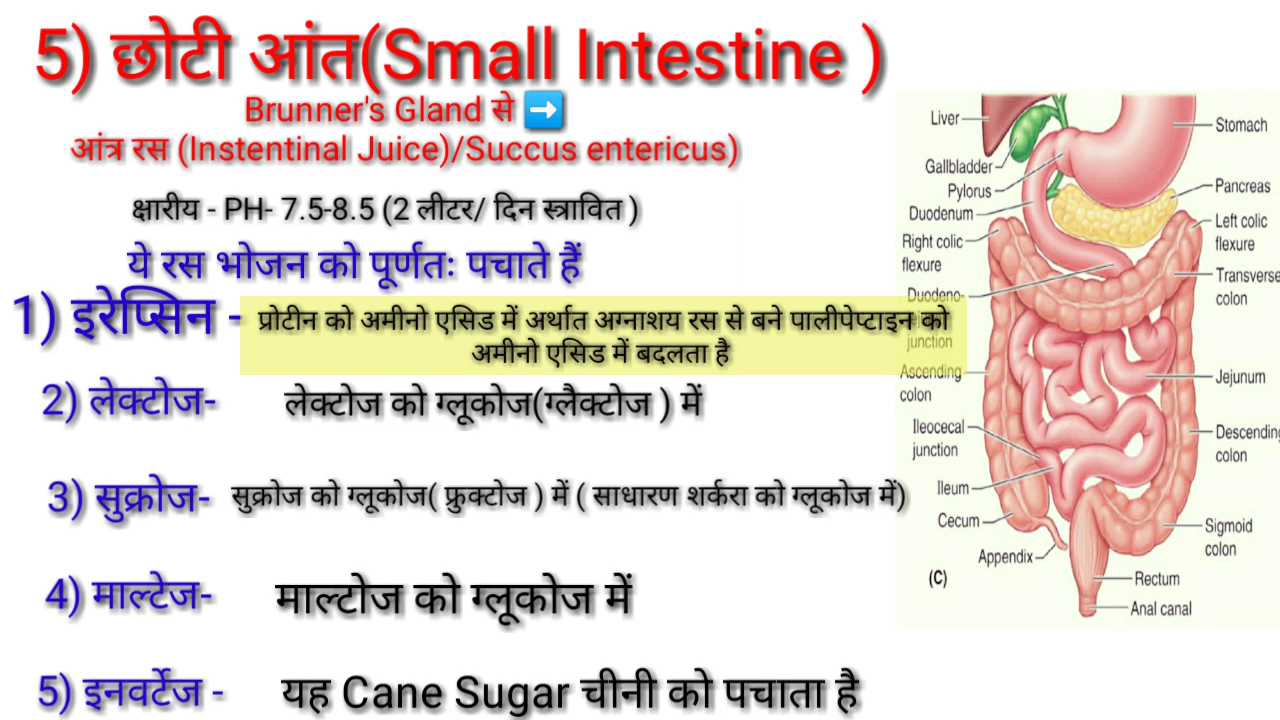 5) छोटी आंत(Small Intestine )
Brunner's Gland से ➡
आंत्र रस (Instentinal Juice)/Succus entericus)
क्षारीय - PH- 7.5-8.5 (2 लीटर/ दिन स्त्रावित )
ये रस भोजन को पूर्णतः पचाते हैं
1) इरेप्सिन -
प्रोटीन को अमीनो एसिड में अर्थात अग्नाशय रस से बने पालीपेप्टाइन को
अमीनो एसिड में बदलता है
2) लेक्टोज-
लेक्टोज को ग्लूकोज(ग्लैक्टोज ) में
3) सुक्रोज-
सुक्रोज को ग्लूकोज( फ्रुक्टोज ) में ( साधारण शर्करा को ग्लूकोज में)
4) माल्टेज-
माल्टोज को ग्लूकोज में
5) इनवर्टेज -
यह Cane Sugar चीनी को पचाता है
Liver
Gallbladder
Pylorus
Duodenum
Right colic
flexure
Duodeno-
junction
Ascending
colon
Ileocecal
junction
Ileum
Cecum
Appendix
(C)
Stomach
Pancreas
Left colic
flexure
Transverse
colon
Jejunum
Descending
colon
Sigmoid
colon
Rectum
Anal canal